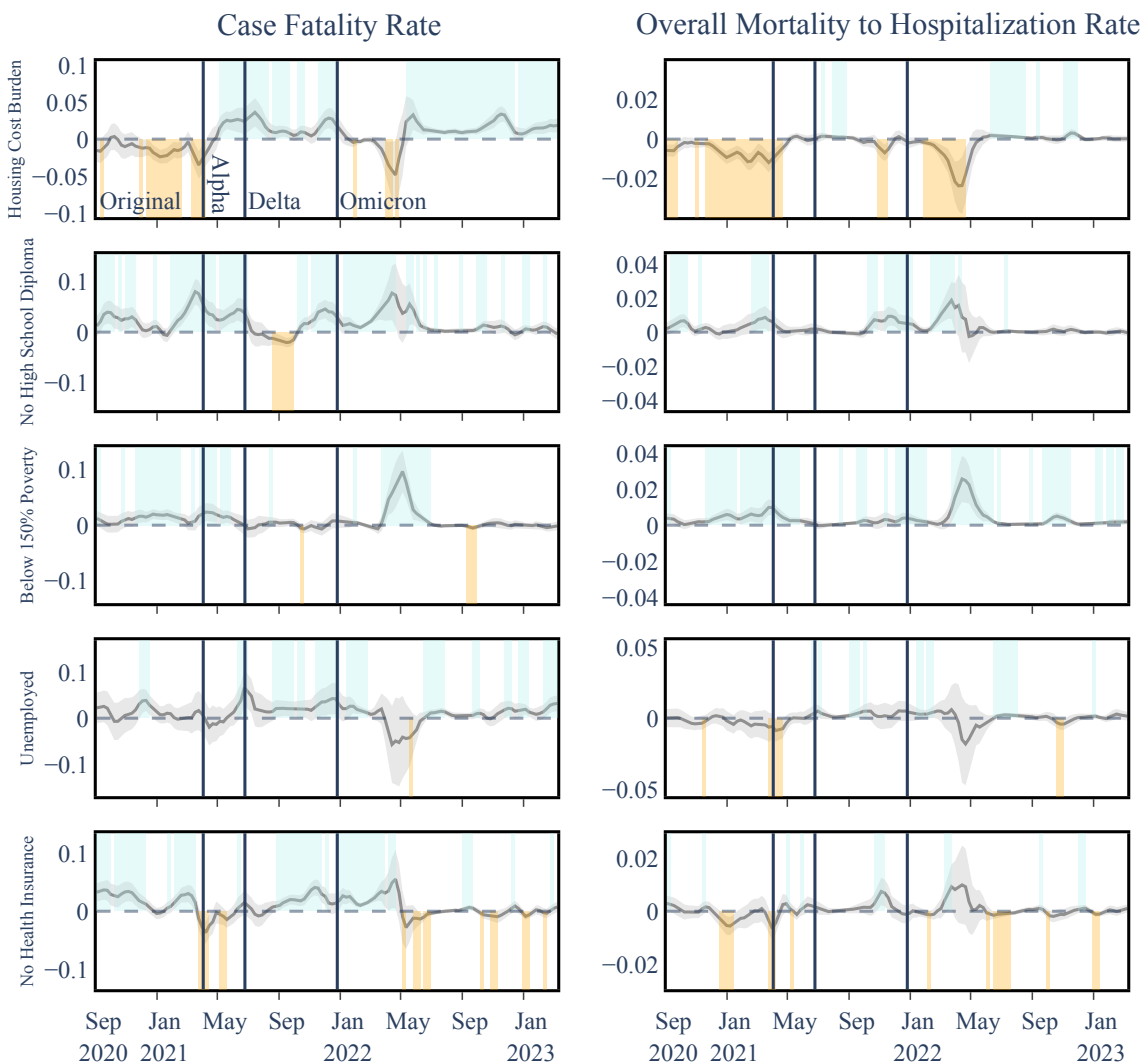 Case Fatality Rate
Overall Mortality to Hospitalization Rate
Housing Cost Burden
0.1
0.05
0
−0.05
−0.1
Original
Alpha
Delta
Omicron
0.02
0
−0.02
No High School Diploma
0.1
0
−0.1
0.04
0.02
0
−0.02
−0.04
Below 150% Poverty
0.1
0
−0.1
0.04
0.02
0
−0.02
−0.04
Unemployed
0.1
0
−0.1
0.05
0
−0.05
No Health Insurance
0.1
0
−0.1
0.02
0
−0.02
Sep Jan May Sep Jan May Sep Jan
2020 2021 2022 2023
Sep Jan May Sep Jan May Sep Jan
2020 2021 2022 2023